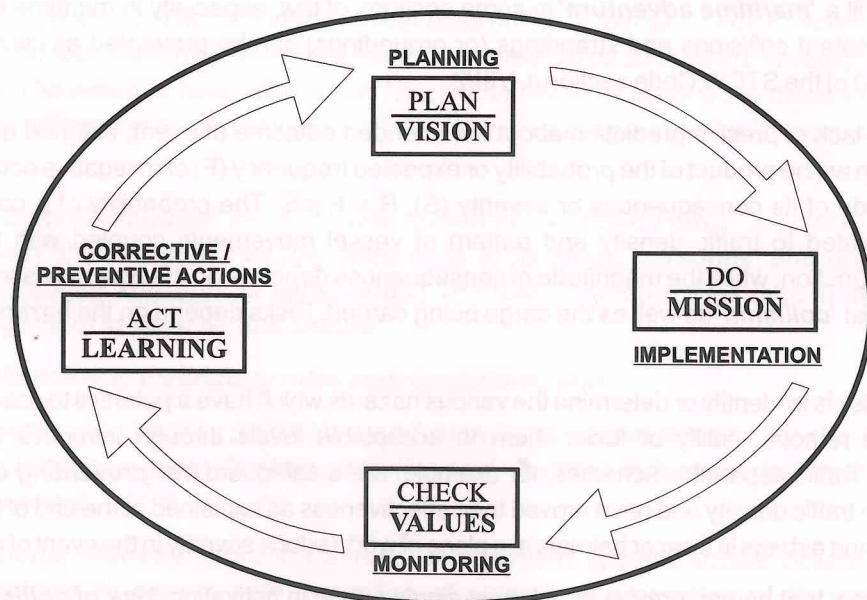 PLANNING
PLAN
VISION
CORRECTIVE /
PREVENTIVE ACTIONS
ACT
LEARNING
DO
MISSION
IMPLEMENTATION
CHECK
VALUES
MONITORING